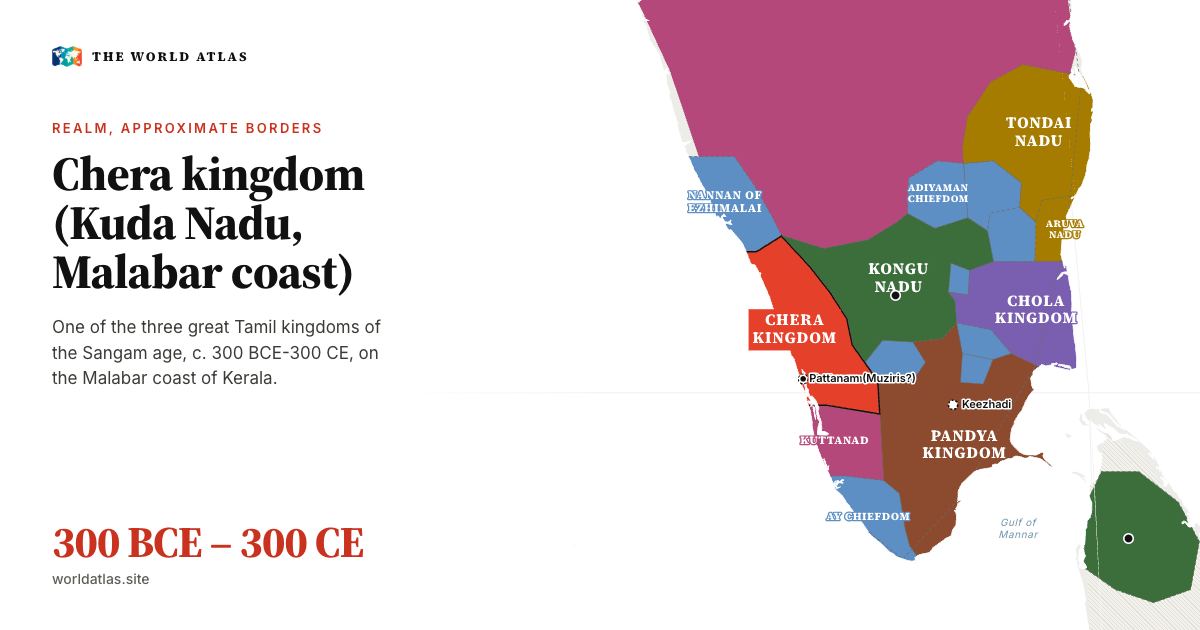 THE WORLD ATLAS
REALM, APPROXIMATE BORDERS
Chera kingdom
(Kuda Nadu,
Malabar coast)
One of the three great Tamil kingdoms of
the Sangam age, c. 300 BCE-300 CE, on
the Malabar coast of Kerala.
300 BCE – 300 CE
worldatlas.site
TONDAI
NADU
NANNAN OF
EZHIMALAI
ADIYAMAN
CHIEFDOM
ARUVA
NADU
KONGU
NADU
CHOLA
KINGDOM
CHERA
KINGDOM
Pattanam (Muziris?)
Keezhadi
KUTTANAD
PANDYA
KINGDOM
AY CHIEFDOM
Gulf of
Mannar